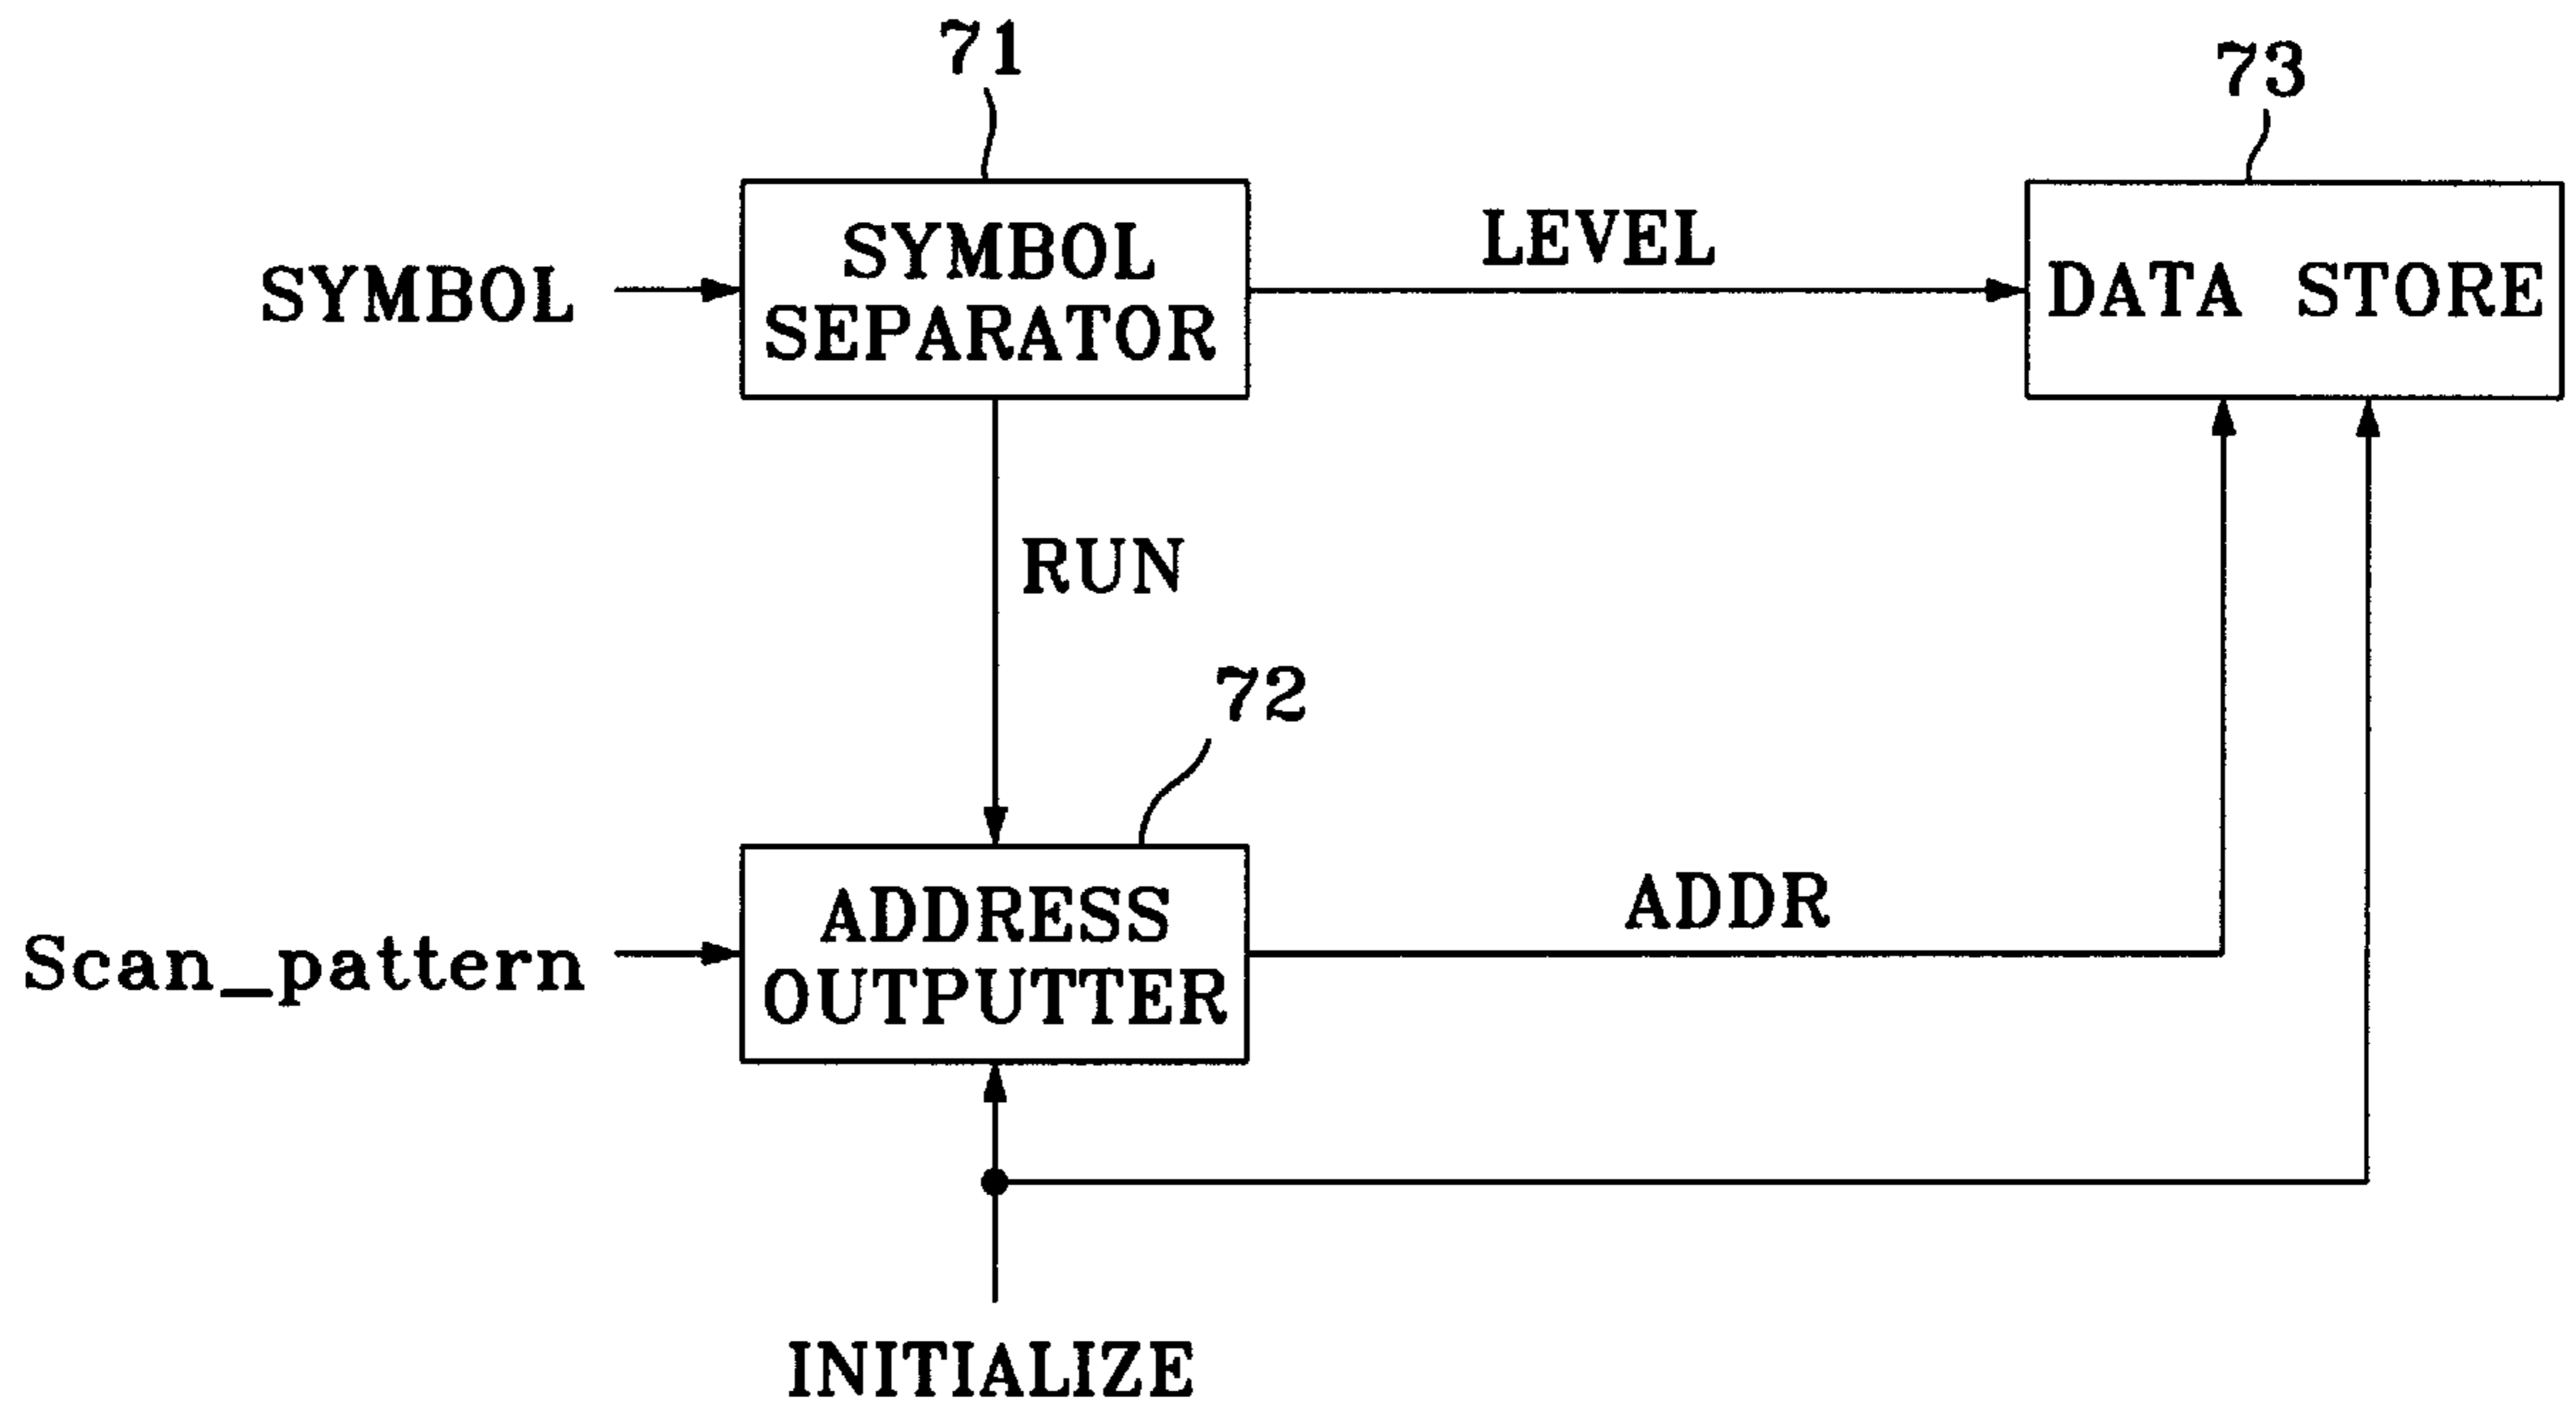 71
73
SYMBOL
SYMBOL
SEPARATOR
LEVEL
DATA STORE
RUN
72
Scan_pattern
ADDRESS
OUTPUTTER
ADDR
INITIALIZE